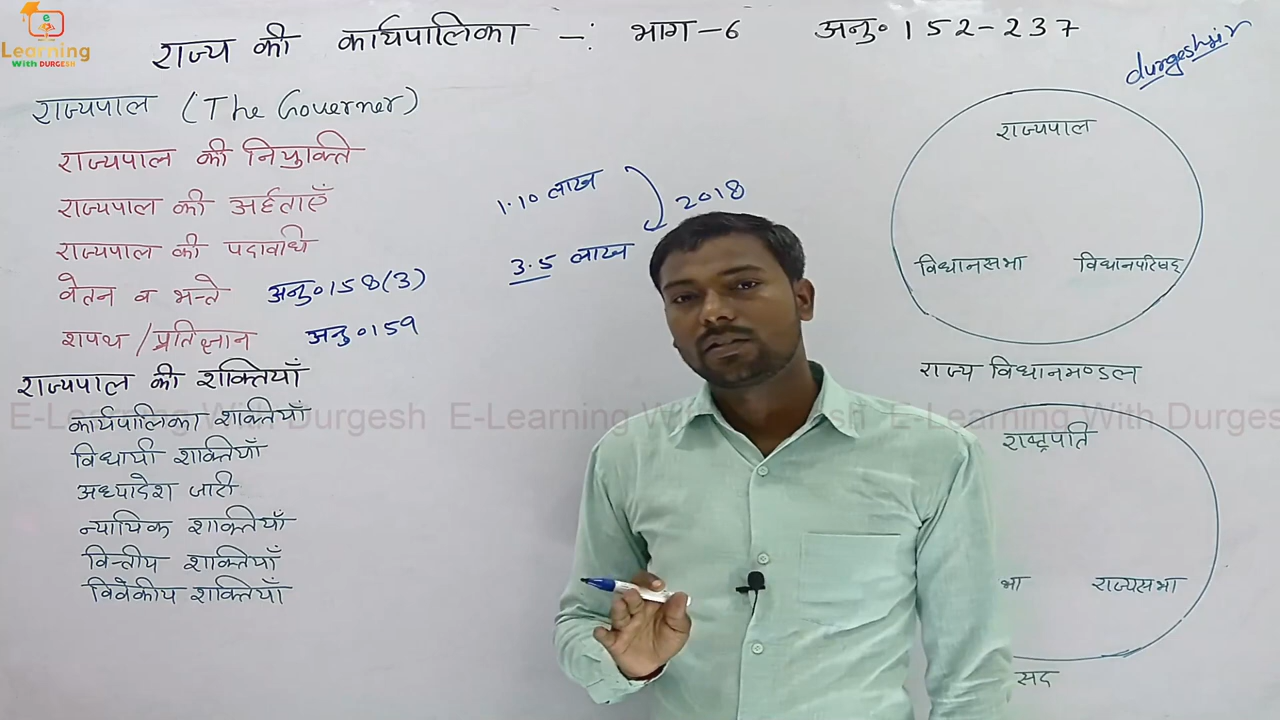 e
Learning
With DURGESH
राज्य की कार्यपालिका -: भाग-6 अनु० 152-237
durgesh sir
राज्यपाल (The Governer)
राज्यपाल की नियुक्ति
राज्यपाल की अर्हताएँ
राज्यपाल की पदावधि
वेतन व भत्ते अनु० 158(3)
शपथ / प्रतिज्ञान अनु० 159
1.10 लाख
2018
3.5 लाख
राज्यपाल की शक्तियाँ
कार्यपालिका शक्तियाँ
विधायी शक्तियाँ
अध्यादेश जारी
न्यायिक शक्तियाँ
वित्तीय शक्तियाँ
विवेकीय शक्तियाँ
राज्यपाल
विधानसभा विधानपरिषद्
राज्य विधानमण्डल
राष्ट्रपति
भा राज्यसभा
सद
E-Learning With Durgesh E-Learning With Durgesh E-Learning With Durges